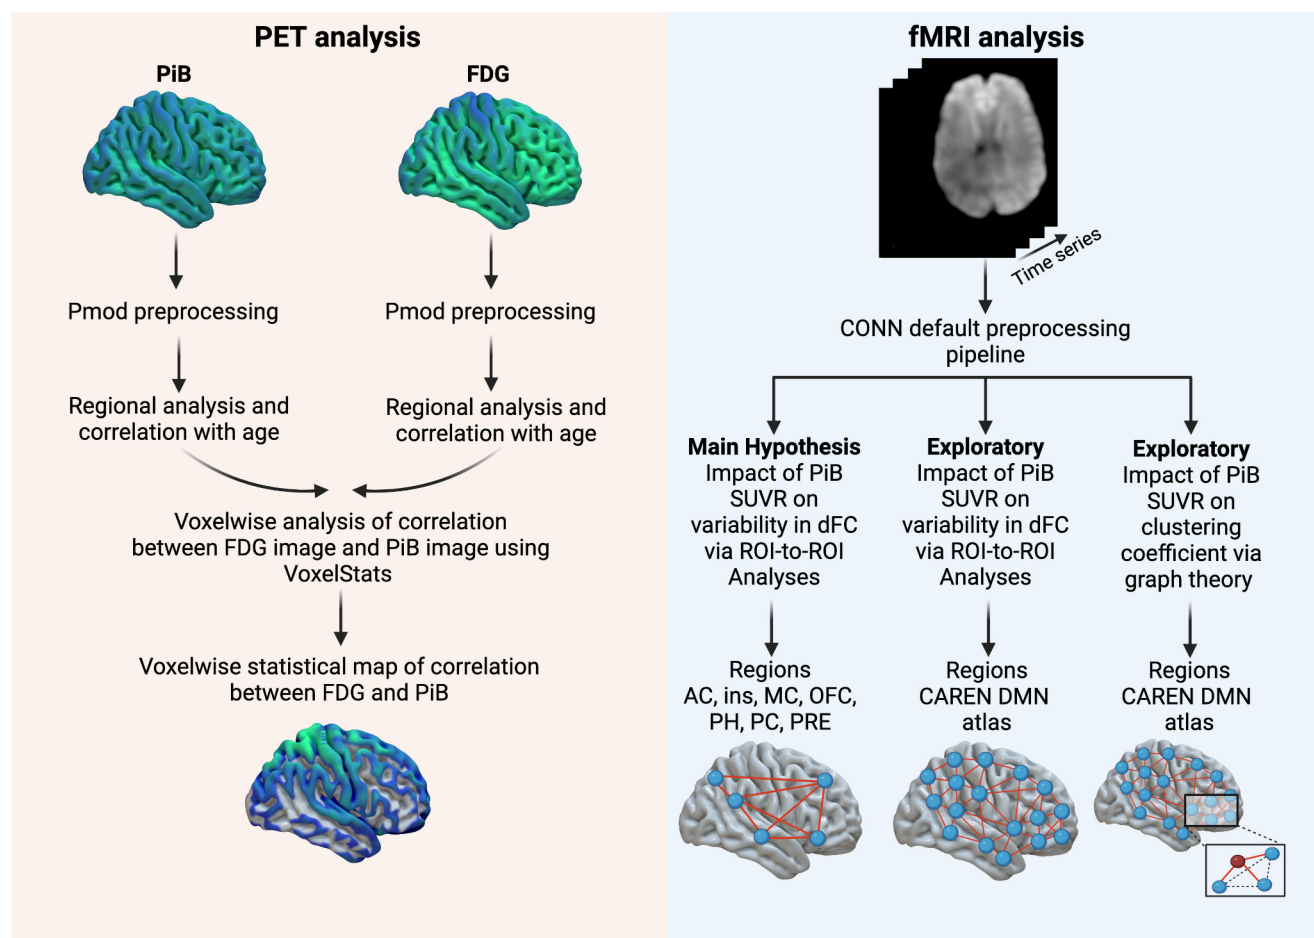 PET analysis
PiB
FDG
Pmod preprocessing
Pmod preprocessing
Regional analysis and
correlation with age
Regional analysis and
correlation with age
Voxelwise analysis of correlation
between FDG image and PiB image using
VoxelStats
Voxelwise statistical map of correlation
between FDG and PiB
fMRI analysis
Time series
CONN default preprocessing
pipeline
Main Hypothesis
Impact of PiB
SUVR on
variability in dFC
via ROI-to-ROI
Analyses
Regions
AC, ins, MC, OFC,
PH, PC, PRE
Exploratory
Impact of PiB
SUVR on
variability in dFC
via ROI-to-ROI
Analyses
Regions
CAREN DMN
atlas
Exploratory
Impact of PiB
SUVR on
clustering
coefficient via
graph theory
Regions
CAREN DMN
atlas